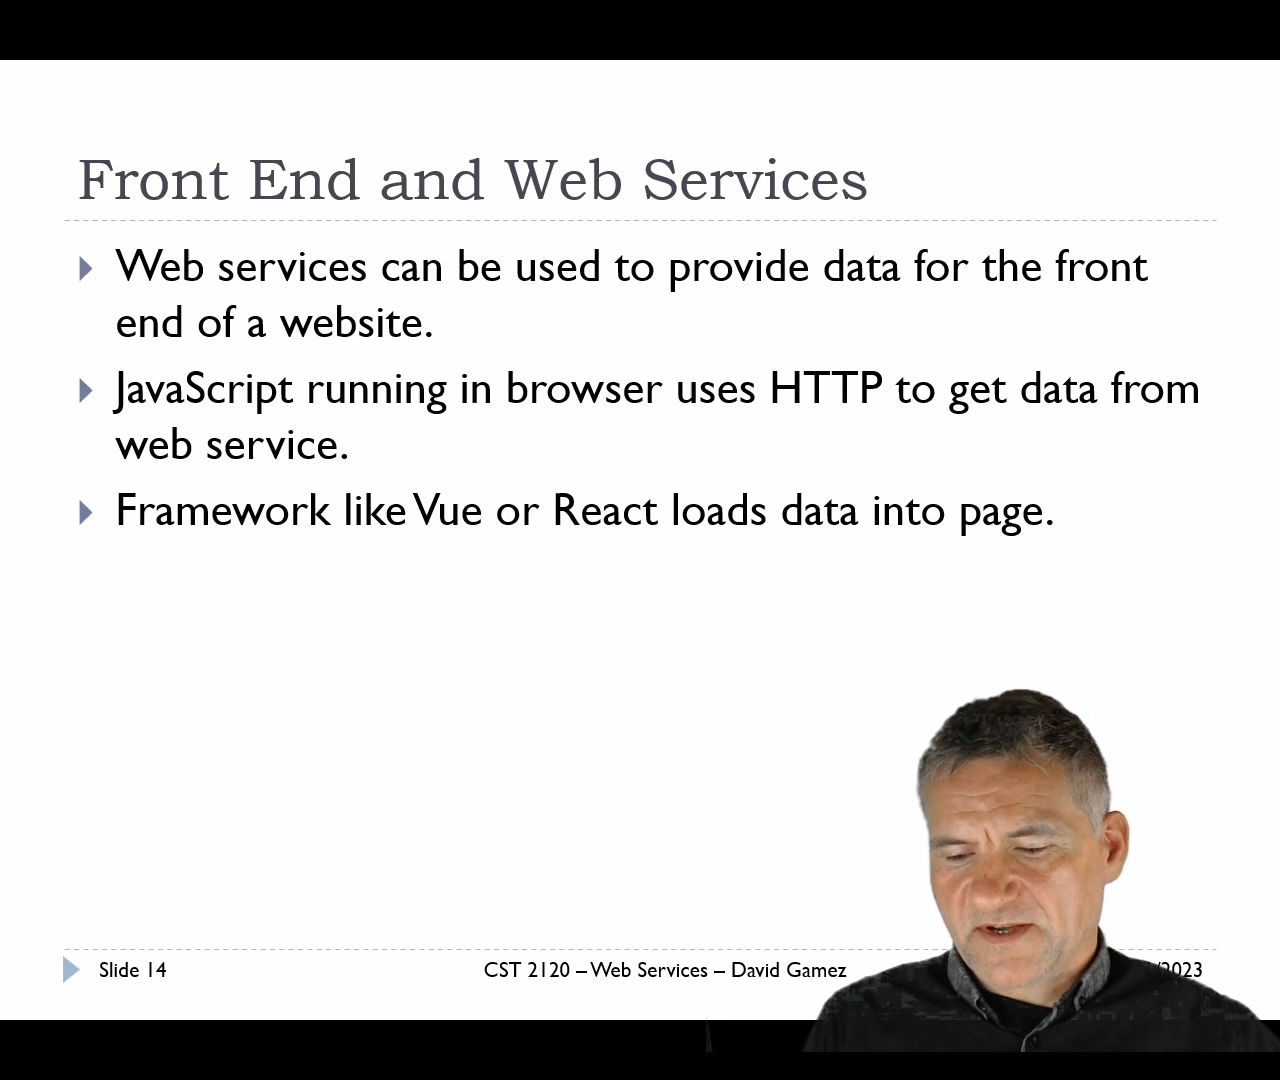 Front End and Web Services
Web services can be used to provide data for the front
end of a website.
JavaScript running in browser uses HTTP to get data from
web service.
Framework like Vue or React loads data into page.
Slide 14
CST 2120 – Web Services – David Gamez
/2023